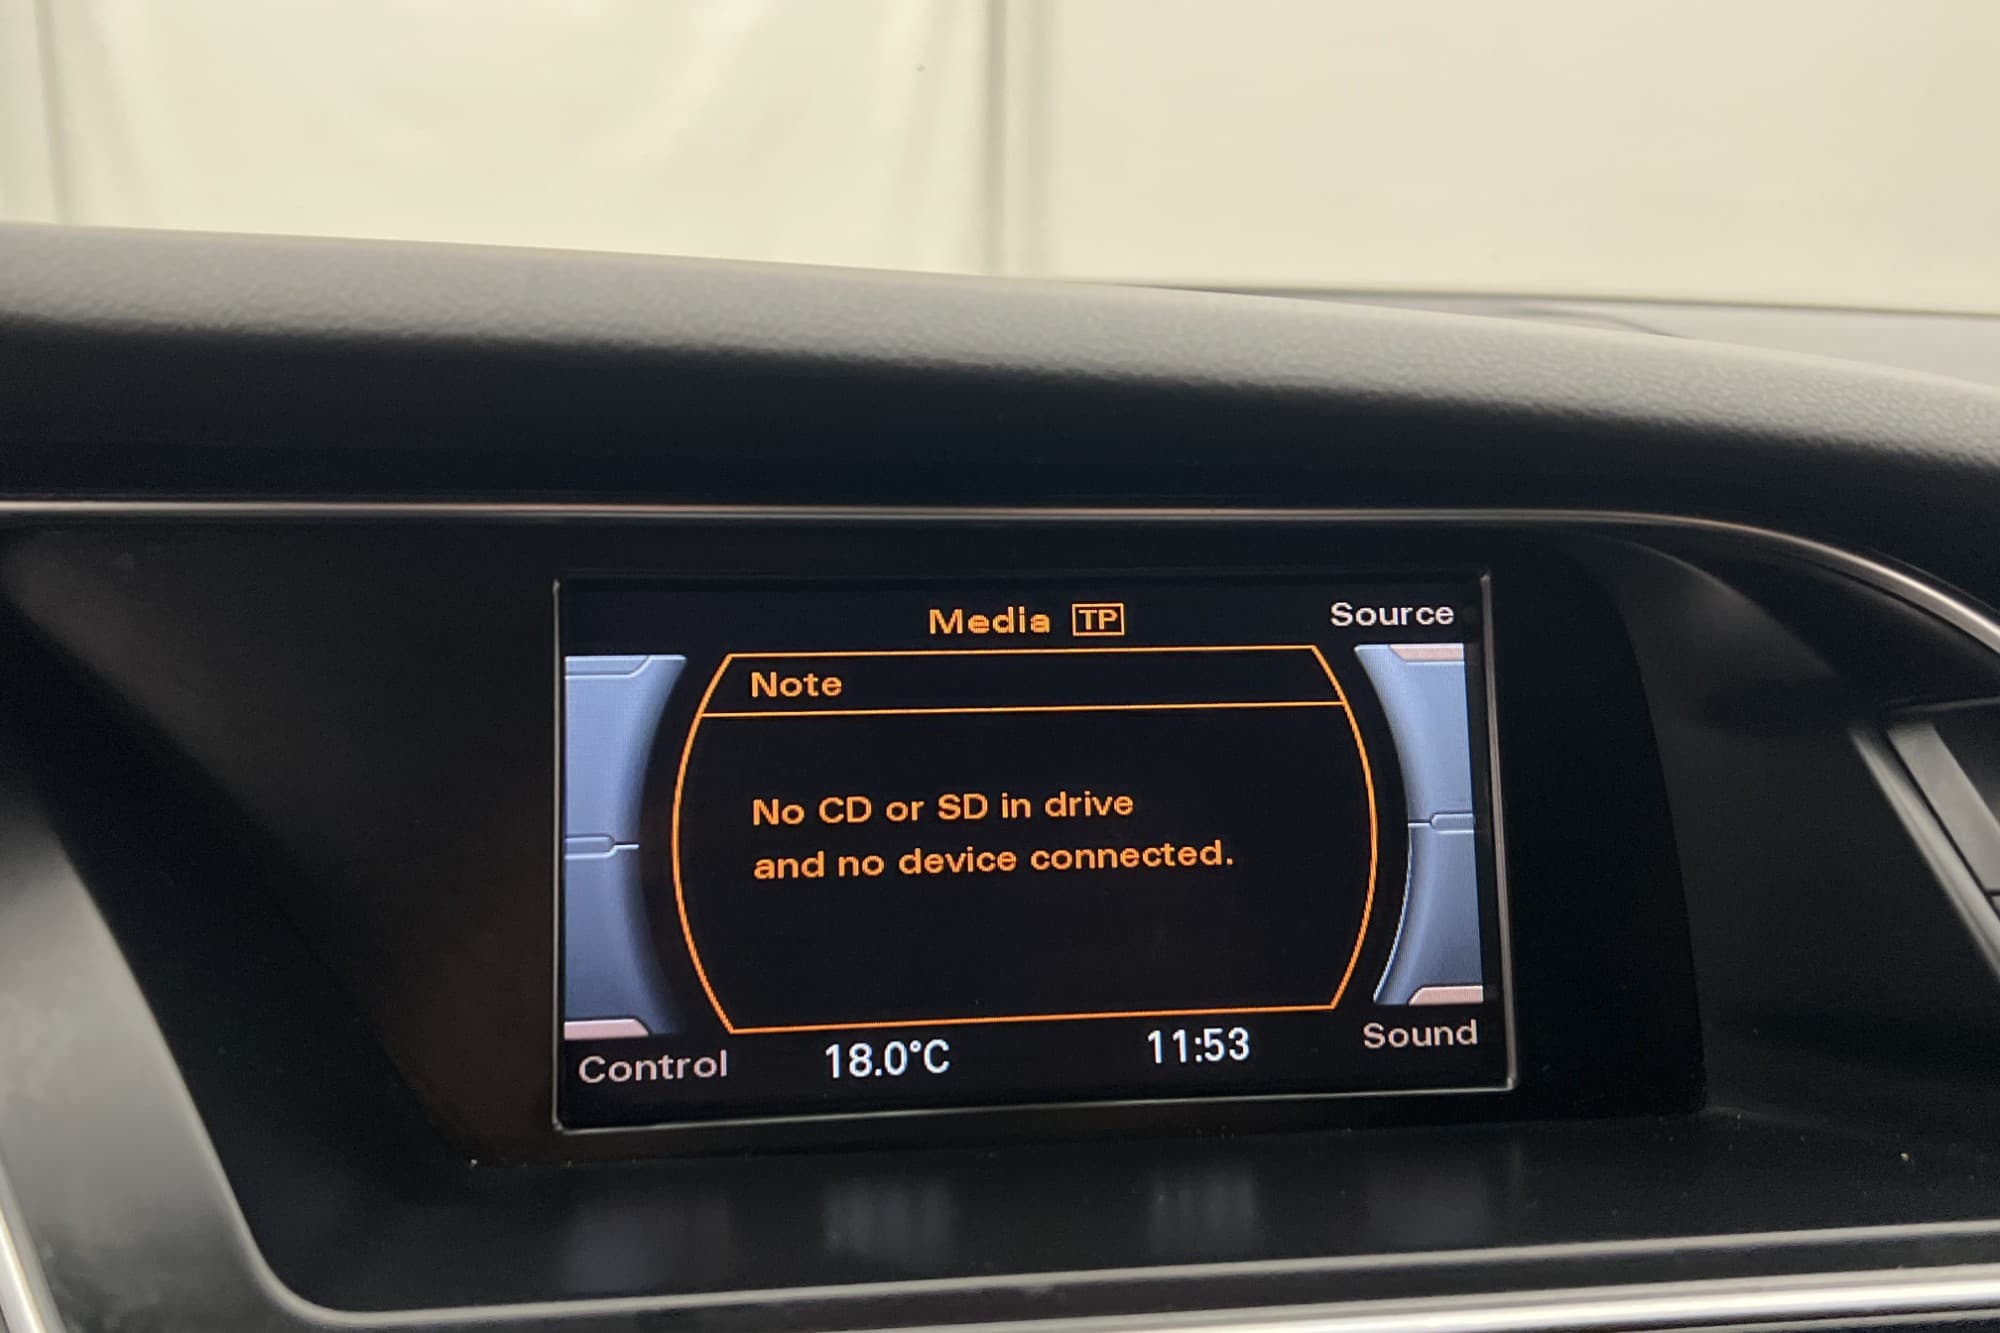 Media TP
Source
Note
No CD or SD in drive
and no device connected.
Control
18.0°C
11:53
Sound